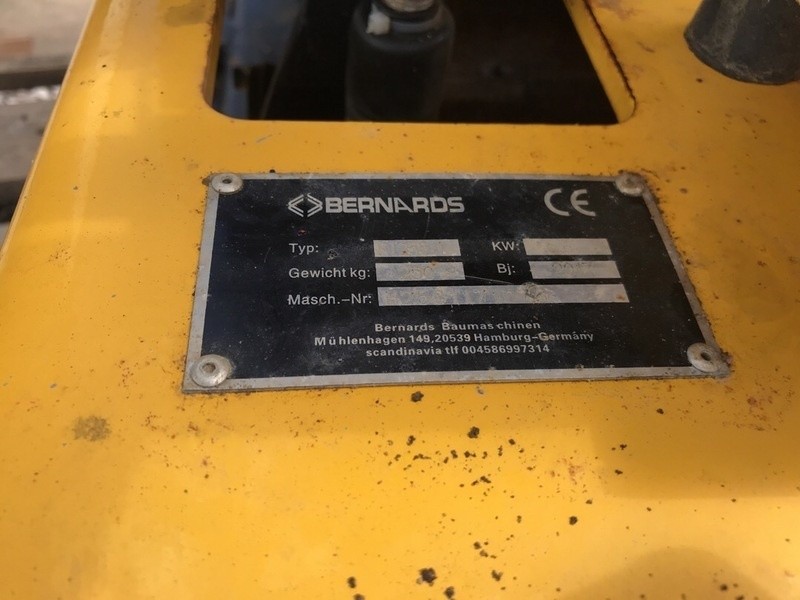 BERNARDS CE
Typ: KW:
Gewicht kg: Bj:
Masch.-Nr:
Bernards Baumaschinen
Mühlenhagen 149,20539 Hamburg-Germany
scandinavia tlf 004586997314